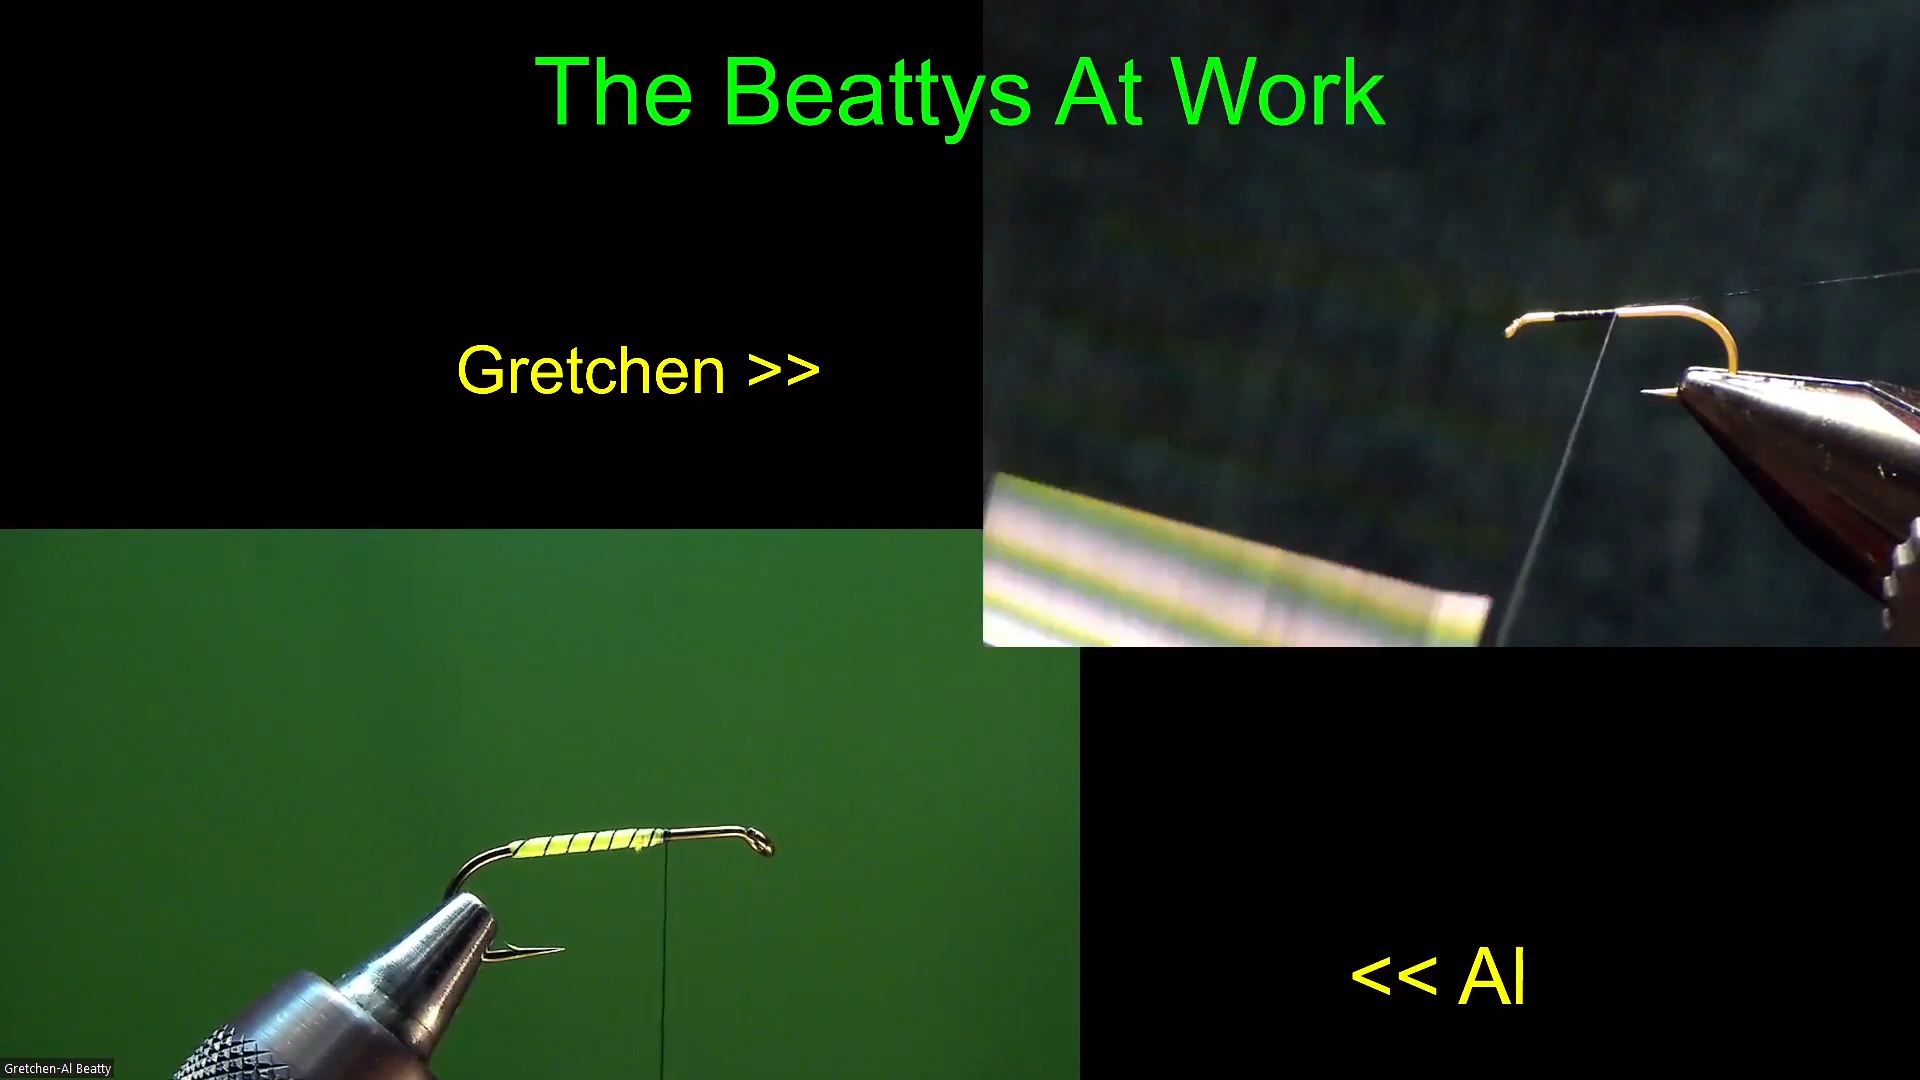 The Beattys At Work
Gretchen >>
<< Al
Gretchen-Al Beatty